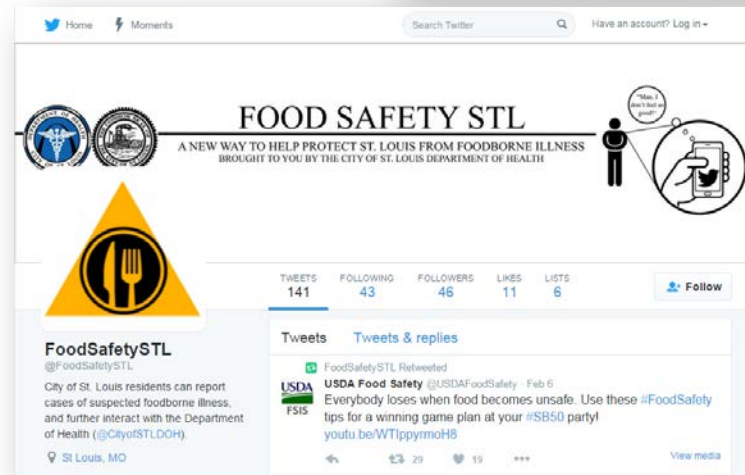 Home Moments Search Twitter Have an account? Log in
"Man, I
don't feel so
good!"
FOOD SAFETY STL
A NEW WAY TO HELP PROTECT ST. LOUIS FROM FOODBORNE ILLNESS
BROUGHT TO YOU BY THE CITY OF ST. LOUIS DEPARTMENT OF HEALTH
TWEETS FOLLOWING FOLLOWERS LIKES LISTS
141 43 46 11 6
Follow
FoodSafetySTL
@FoodSafetySTL
City of St. Louis residents can report
cases of suspected foodborne illness,
and further interact with the Department
of Health (@CityofSTLDOH).
St Louis, MO
Tweets Tweets & replies
FoodSafetySTL Retweeted
USDA
FSIS
USDA Food Safety @USDAFoodSafety · Feb 6
Everybody loses when food becomes unsafe. Use these #FoodSafety
tips for a winning game plan at your #SB50 party!
youtu.be/WTIppyrmoH8
29 19 View media